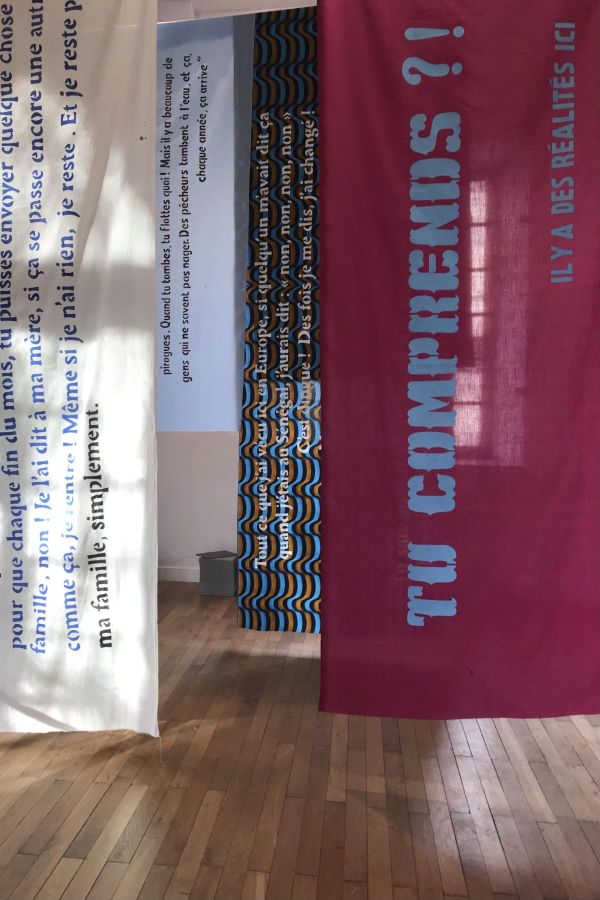 pour que chaque fin du mois, tu puisses envoyer quelque chose
famille, non ! Je l'ai dit à ma mère, si ça se passe encore une autr
comme ça, je rentre ! Même si je n'ai rien, je reste . Et je reste p
ma famille, simplement.
pirogues. Quand tu tombes, tu flottes quoi ! Mais il y a beaucoup de
gens qui ne savent pas nager. Des pêcheurs tombent à l'eau, et ça,
chaque année, ça arrive"
Tout ce que j'ai vécu ici en Europe, si quelqu'un m'avait dit ça
quand j'étais au Sénégal, j'aurais dit : « non, non, non, non, non »
C'est dingue ! Des fois je me dis, j'ai changé !
TU COMPRENDS ?!
IL Y A DES RÉALITÉS ICI